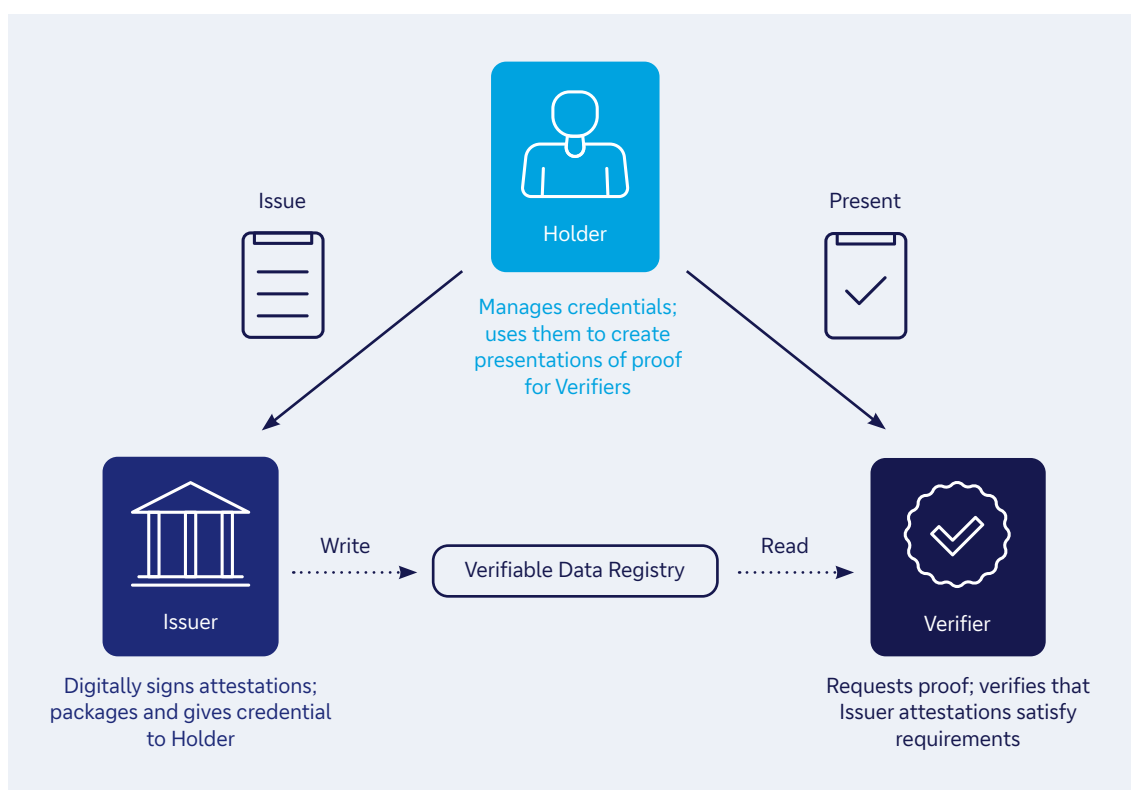 Issue
Present
Holder
Manages credentials;
uses them to create
presentations of proof
for Verifiers
Write
Verifiable Data Registry
Read
Issuer
Verifier
Digitally signs attestations;
packages and gives credential
to Holder
Requests proof; verifies that
Issuer attestations satisfy
requirements